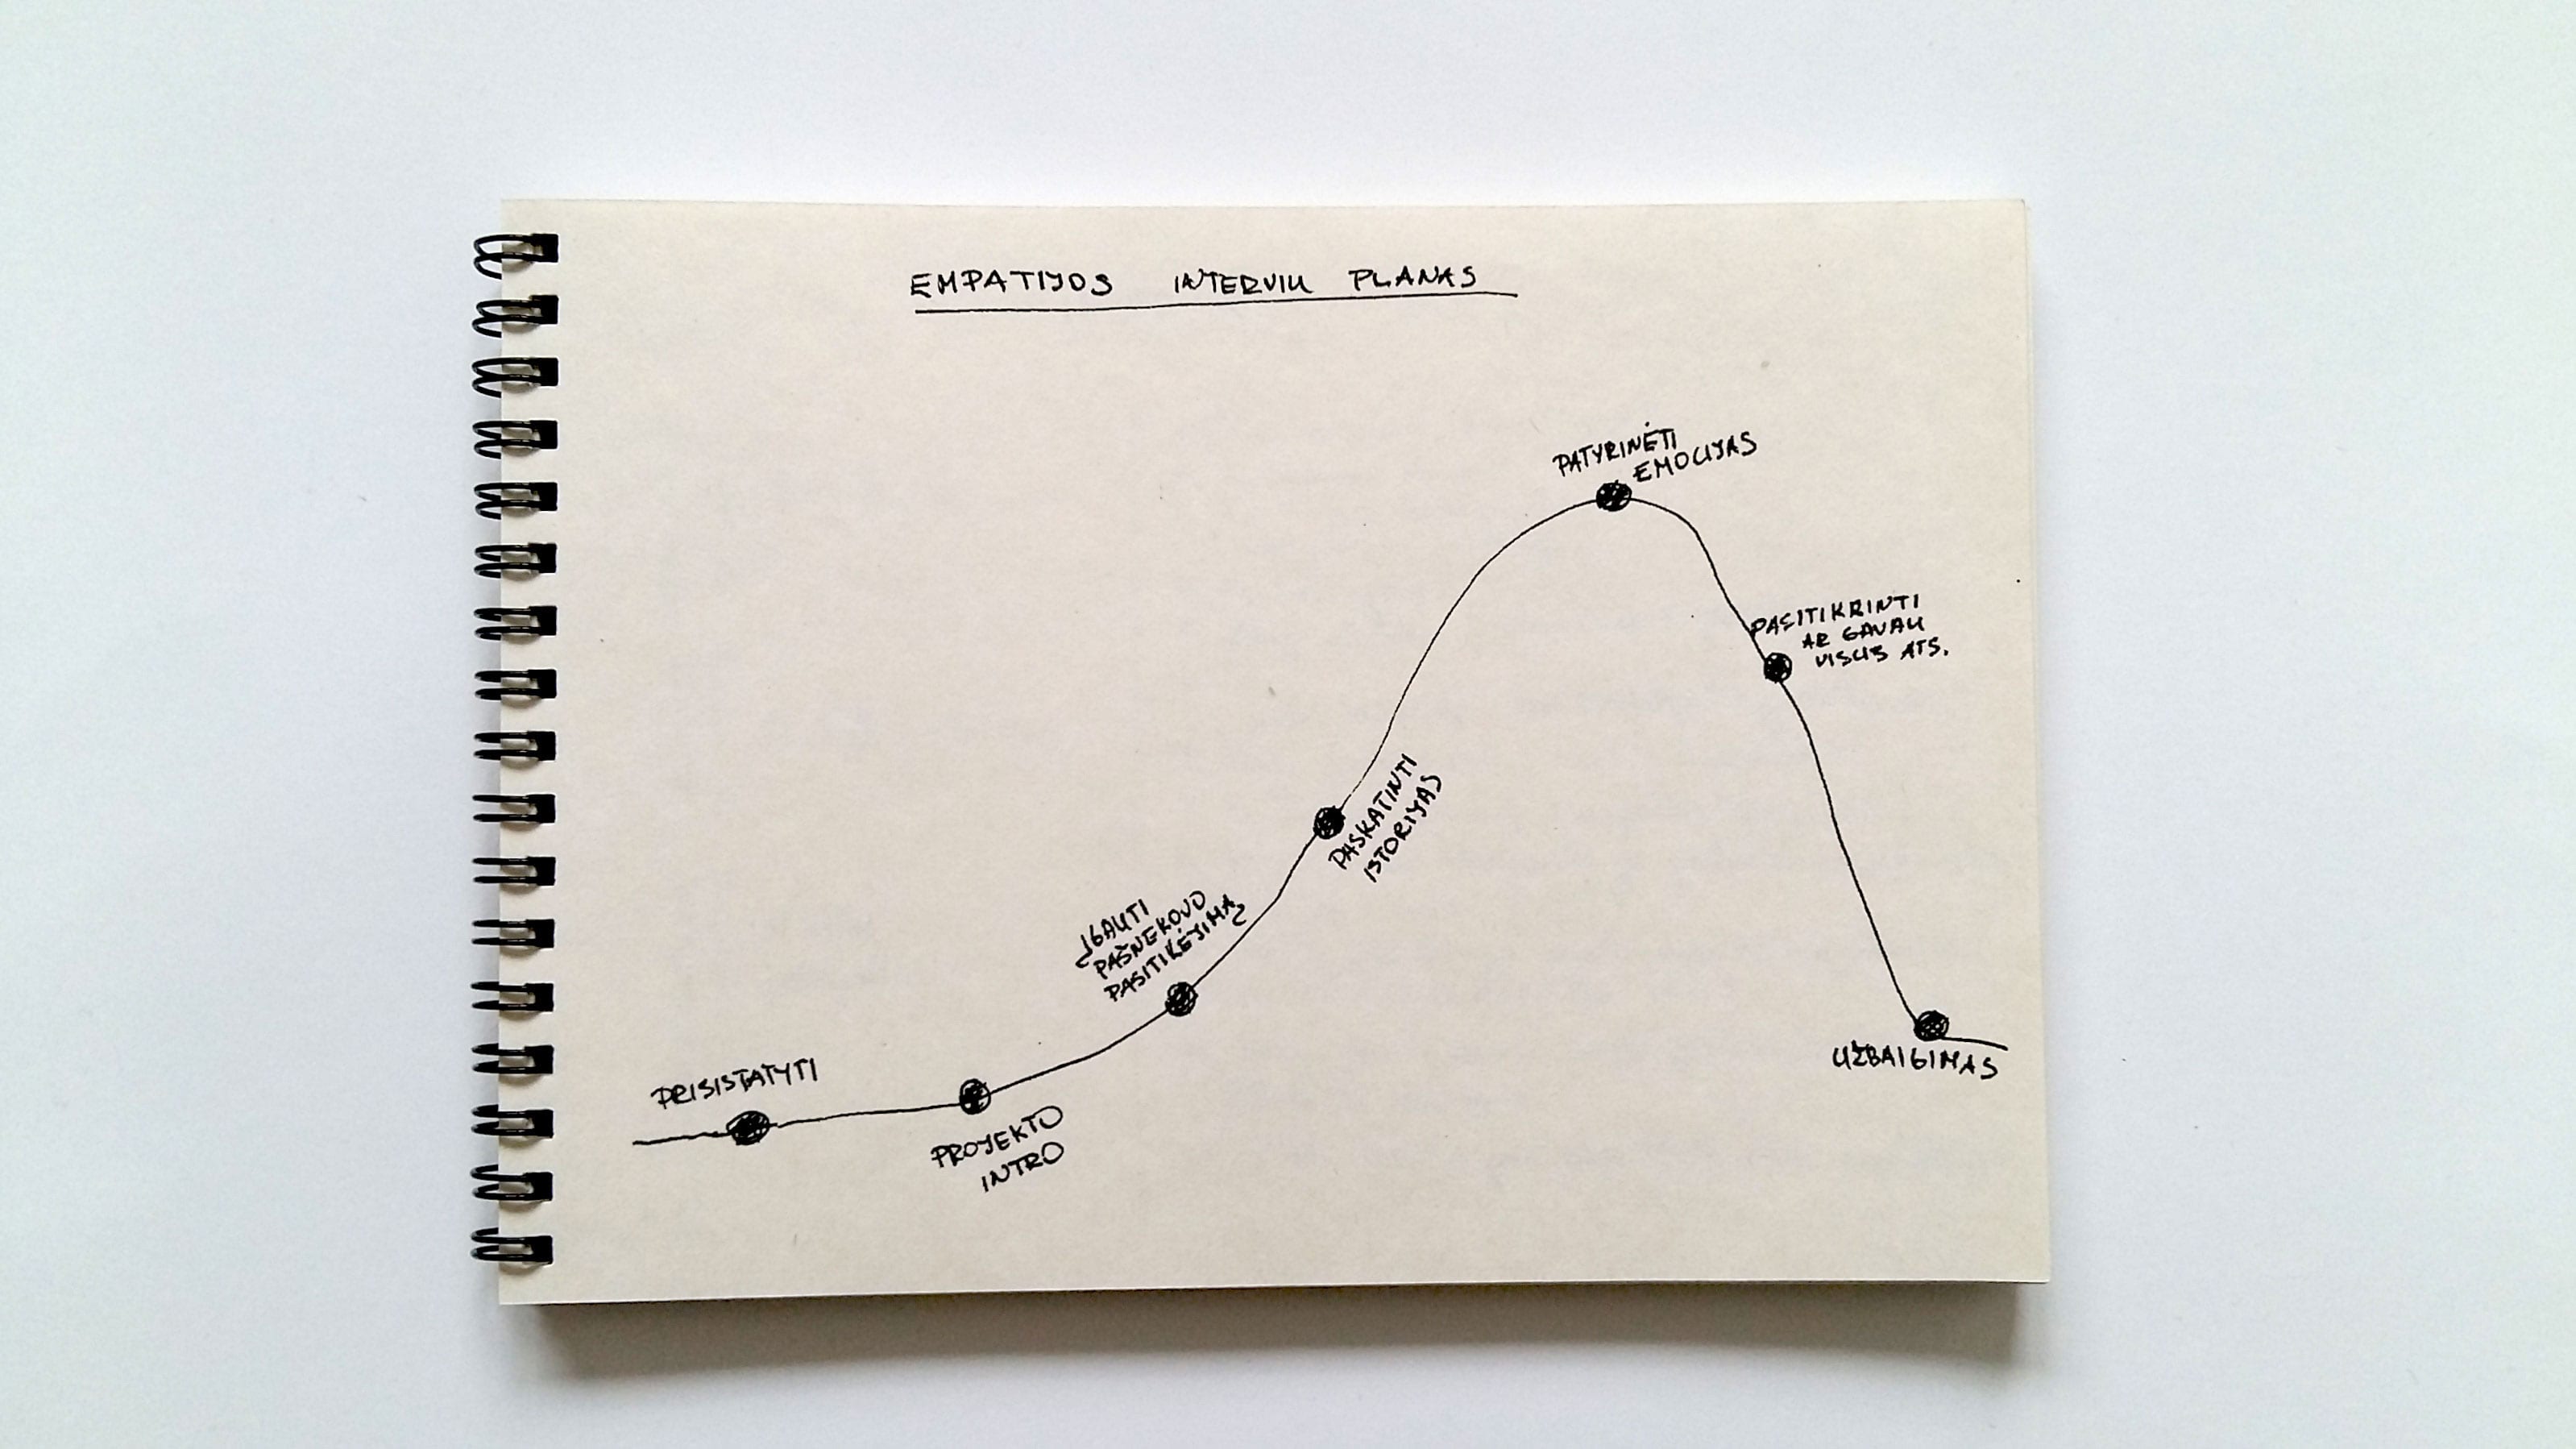 EMPATIJOS INTERVIU PLANAS
PRISISTATYTI
PROJEKTO
INTRO
ĮGAUTI
PAŠNEKOVO
PASITIKĖJIMĄ
PASKATINTI
ISTORIJAS
PATYRINĖTI
EMOCIJAS
PASITIKRINTI
AR GAVAU
VISUS ATS.
UŽBAIGIMAS